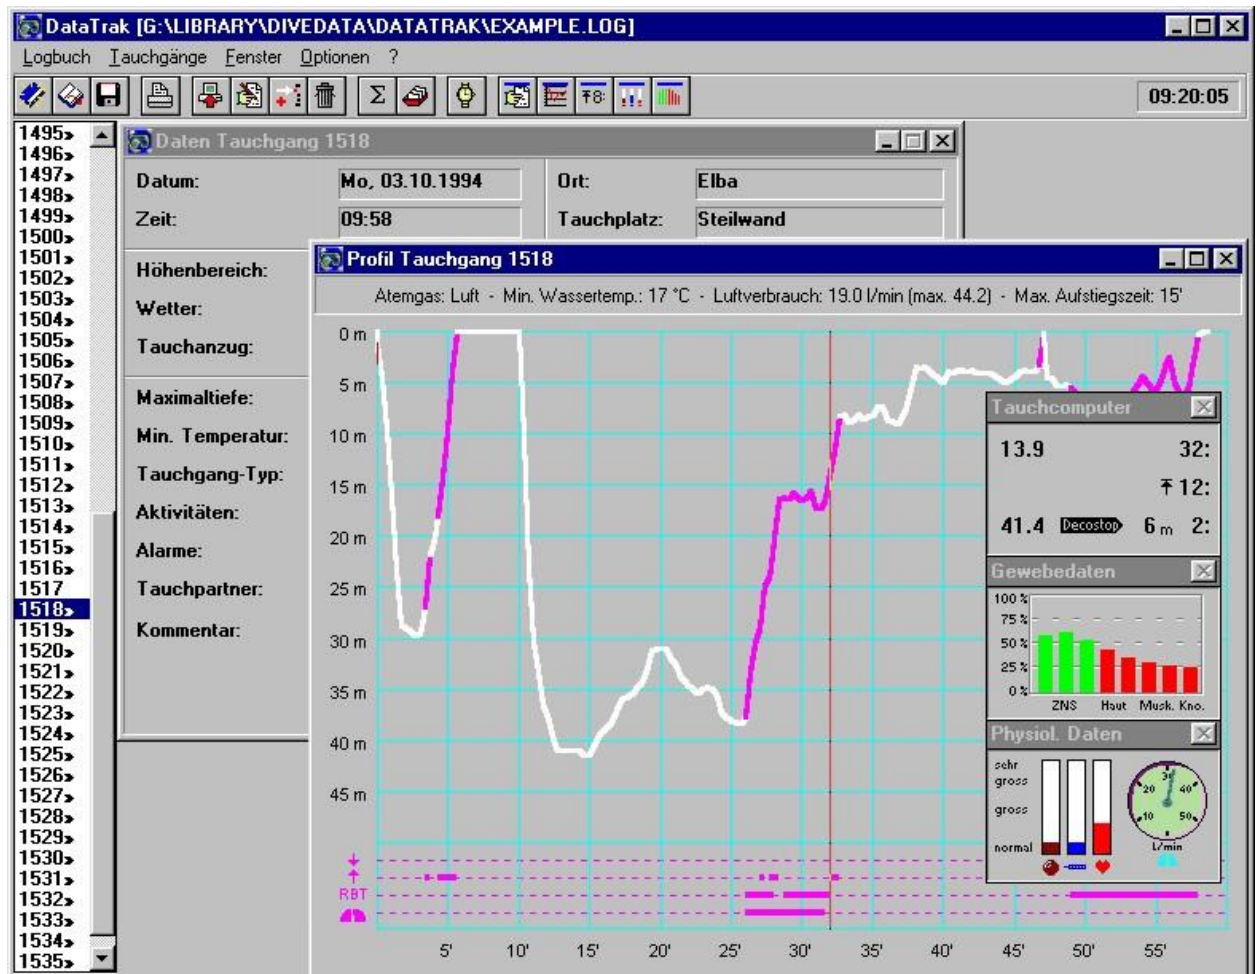 DataTrak [G:\LIBRARY\DIVEDATA\DATATRAK\EXAMPLE.LOG]
Logbuch Tauchgänge Fenster Optionen ?
Σ 8: 09:20:05
1495»
1496»
1497»
1498»
1499»
1500»
1501»
1502»
1503»
1504»
1505»
1506»
1507»
1508»
1509»
1510»
1511»
1512»
1513»
1514»
1515»
1516»
1517
1518»
1519»
1520»
1521»
1522»
1523»
1524»
1525»
1526»
1527»
1528»
1529»
1530»
1531»
1532»
1533»
1534»
1535»
Daten Tauchgang 1518
Datum: Mo, 03.10.1994 Ort: Elba
Zeit: 09:58 Tauchplatz: Steilwand
Höhenbereich:
Wetter:
Tauchanzug:
Maximaltiefe:
Min. Temperatur:
Tauchgang-Typ:
Aktivitäten:
Alarme:
Tauchpartner:
Kommentar:
Profil Tauchgang 1518
Atemgas: Luft - Min. Wassertemp.: 17 °C - Luftverbrauch: 19.0 l/min (max. 44.2) - Max. Aufstiegszeit: 15'
0 m
5 m
10 m
15 m
20 m
25 m
30 m
35 m
40 m
45 m
RBT
5' 10' 15' 20' 25' 30' 35' 40' 45' 50' 55'
Tauchcomputer
13.9 32:
12:
41.4 Decostop 6 m 2:
Gewebedaten
100 %
75 %
50 %
25 %
0 %
ZNS Haut Musk. Kno.
Physiol. Daten
sehr
gross
gross
normal
10 20 30 40 50
l/min